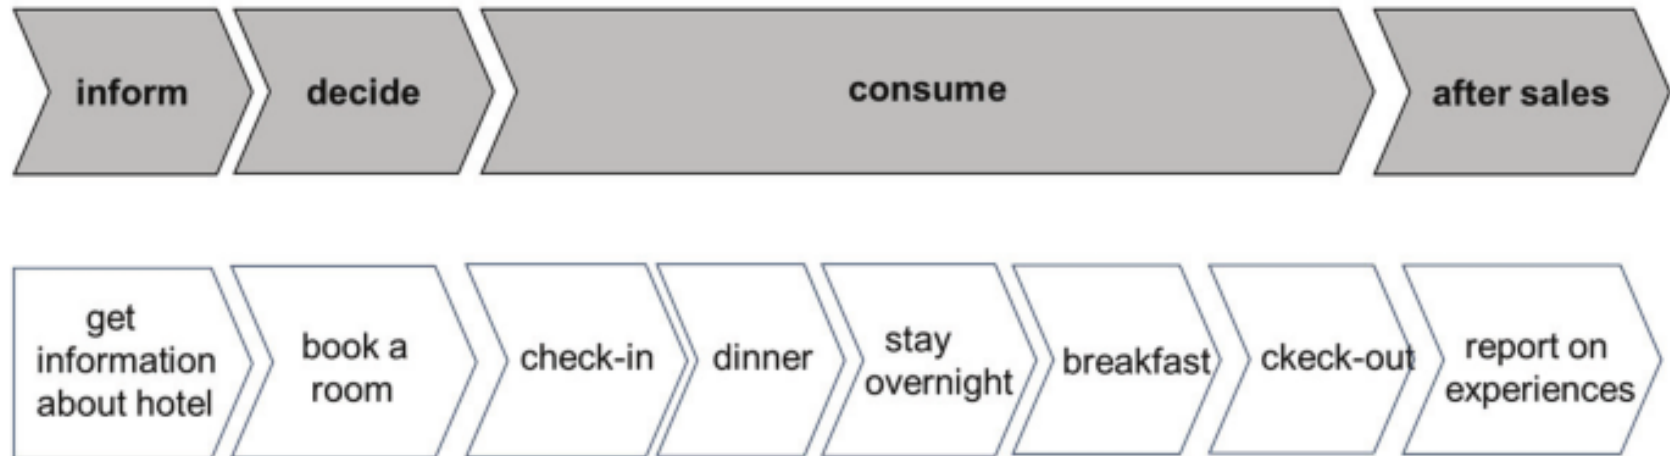 inform
decide
consume
after sales
get
information
about hotel
book a
room
check-in
dinner
stay
overnight
breakfast
ckeck-out
report on
experiences